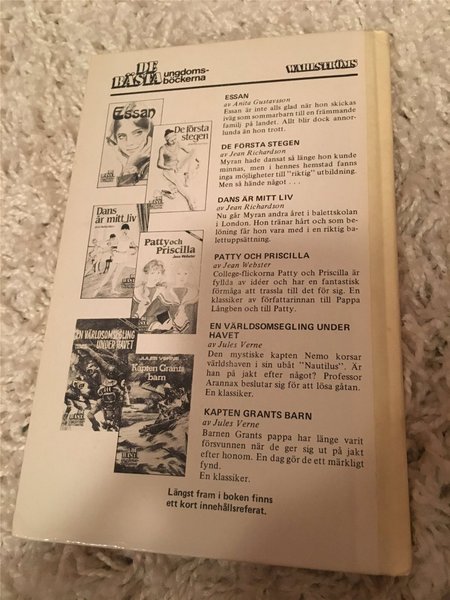 DE
BÄSTA
ungdoms-
böckerna
WAHLSTRÖMS
Essan
De första
stegen
Dans
är mitt liv
Patty och
Priscilla
Jean Webster
EN VÄRLDSOMSEGLING
UNDER HAVET
JULES VERNE
Kapten Grants
barn
ESSAN
av Anita Gustavsson
Essan är inte alls glad när hon skickas
iväg som sommarbarn till en främmande
familj på landet. Allt blir dock annor-
lunda än hon trott.
DE FÖRSTA STEGEN
av Jean Richardson
Myran hade dansat så länge hon kunde
minnas, men i hennes hemstad fanns
inga möjligheter till "riktig" utbildning.
Men så hände något . . .
DANS ÄR MITT LIV
av Jean Richardson
Nu går Myran andra året i balettskolan
i London. Hon tränar hårt och som be-
löning får hon vara med i en riktig ba-
lettuppsättning.
PATTY OCH PRISCILLA
av Jean Webster
College-flickorna Patty och Priscilla är
fyllda av idéer och har en fantastisk
förmåga att trassla till det för sig. En
klassiker av författarinnan till Pappa
Långben och till Patty.
EN VÄRLDSOMSEGLING UNDER
HAVET
av Jules Verne
Den mystiske kapten Nemo korsar
världshaven i sin ubåt "Nautilus". Är
han på jakt efter något? Professor
Arannax beslutar sig för att lösa gåtan.
En klassiker.
KAPTEN GRANTS BARN
av Jules Verne
Barnen Grants pappa har länge varit
försvunnen när de ger sig ut på jakt
efter honom. En dag gör de ett märkligt
fynd.
En klassiker.
Längst fram i boken finns
ett kort innehållsreferat.